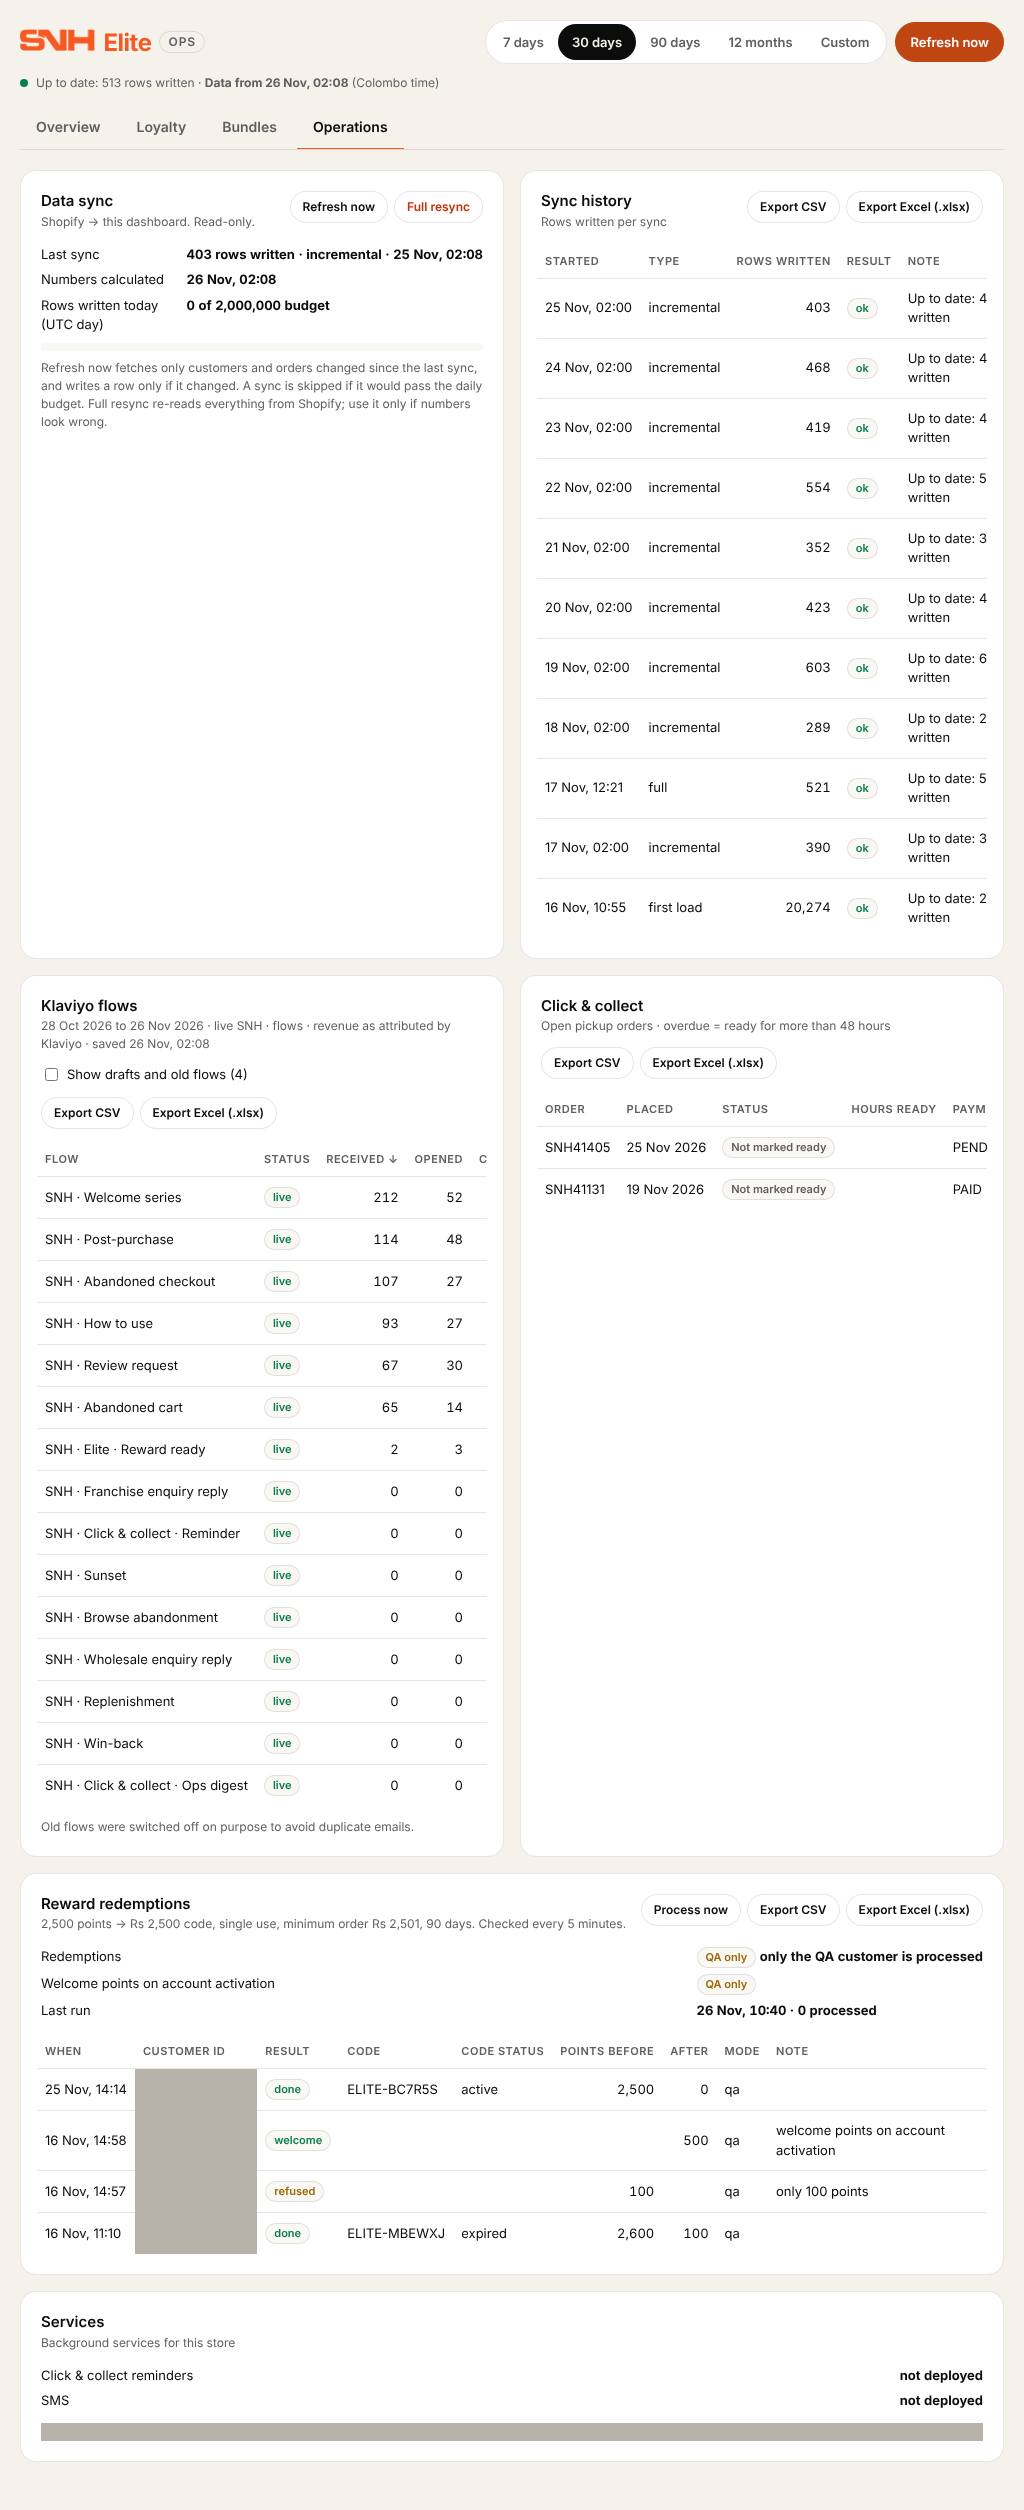 SNH Elite OPS
7 days 30 days 90 days 12 months Custom Refresh now
Up to date: 513 rows written · Data from 26 Nov, 02:08 (Colombo time)
Overview Loyalty Bundles Operations
Data sync
Shopify → this dashboard. Read-only.
Refresh now Full resync
Last sync 403 rows written · incremental · 25 Nov, 02:08
Numbers calculated 26 Nov, 02:08
Rows written today (UTC day) 0 of 2,000,000 budget
Refresh now fetches only customers and orders changed since the last sync,
and writes a row only if it changed. A sync is skipped if it would pass the daily
budget. Full resync re-reads everything from Shopify; use it only if numbers
look wrong.
Sync history
Rows written per sync
Export CSV Export Excel (.xlsx)
STARTED TYPE ROWS WRITTEN RESULT NOTE
25 Nov, 02:00 incremental 403 ok Up to date: 4
written
24 Nov, 02:00 incremental 468 ok Up to date: 4
written
23 Nov, 02:00 incremental 419 ok Up to date: 4
written
22 Nov, 02:00 incremental 554 ok Up to date: 5
written
21 Nov, 02:00 incremental 352 ok Up to date: 3
written
20 Nov, 02:00 incremental 423 ok Up to date: 4
written
19 Nov, 02:00 incremental 603 ok Up to date: 6
written
18 Nov, 02:00 incremental 289 ok Up to date: 2
written
17 Nov, 12:21 full 521 ok Up to date: 5
written
17 Nov, 02:00 incremental 390 ok Up to date: 3
written
16 Nov, 10:55 first load 20,274 ok Up to date: 2
written
Klaviyo flows
28 Oct 2026 to 26 Nov 2026 · live SNH · flows · revenue as attributed by
Klaviyo · saved 26 Nov, 02:08
Show drafts and old flows (4)
Export CSV Export Excel (.xlsx)
FLOW STATUS RECEIVED ↓ OPENED C
SNH · Welcome series live 212 52
SNH · Post-purchase live 114 48
SNH · Abandoned checkout live 107 27
SNH · How to use live 93 27
SNH · Review request live 67 30
SNH · Abandoned cart live 65 14
SNH · Elite · Reward ready live 2 3
SNH · Franchise enquiry reply live 0 0
SNH · Click & collect · Reminder live 0 0
SNH · Sunset live 0 0
SNH · Browse abandonment live 0 0
SNH · Wholesale enquiry reply live 0 0
SNH · Replenishment live 0 0
SNH · Win-back live 0 0
SNH · Click & collect · Ops digest live 0 0
Old flows were switched off on purpose to avoid duplicate emails.
Click & collect
Open pickup orders · overdue = ready for more than 48 hours
Export CSV Export Excel (.xlsx)
ORDER PLACED STATUS HOURS READY PAYM
SNH41405 25 Nov 2026 Not marked ready PEND
SNH41131 19 Nov 2026 Not marked ready PAID
Reward redemptions
2,500 points → Rs 2,500 code, single use, minimum order Rs 2,501, 90 days. Checked every 5 minutes.
Process now Export CSV Export Excel (.xlsx)
Redemptions QA only only the QA customer is processed
Welcome points on account activation QA only
Last run 26 Nov, 10:40 · 0 processed
WHEN CUSTOMER ID RESULT CODE CODE STATUS POINTS BEFORE AFTER MODE NOTE
25 Nov, 14:14 done ELITE-BC7R5S active 2,500 0 qa
16 Nov, 14:58 welcome 500 qa welcome points on account
activation
16 Nov, 14:57 refused 100 qa only 100 points
16 Nov, 11:10 done ELITE-MBEWXJ expired 2,600 100 qa
Services
Background services for this store
Click & collect reminders not deployed
SMS not deployed